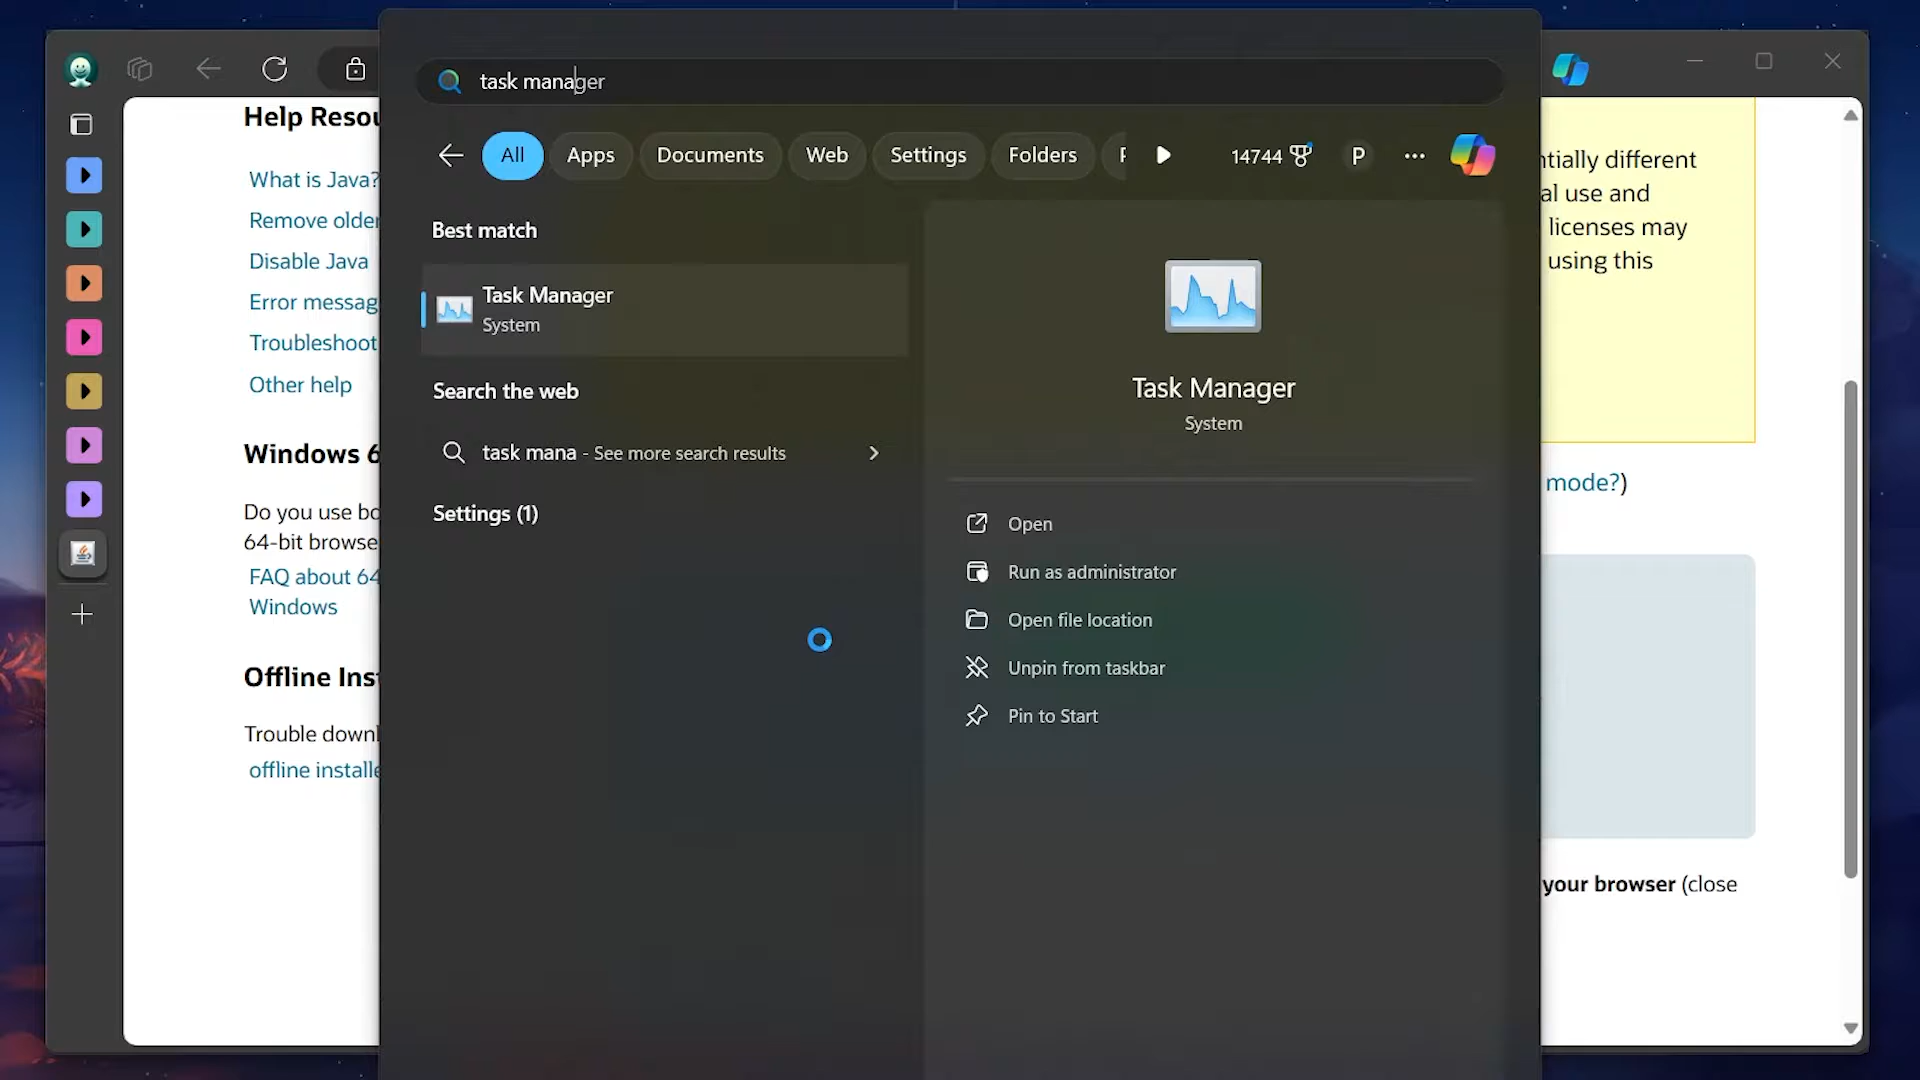 task manager
All
Apps
Documents
Web
Settings
Folders
14744
P
Best match
Task Manager
System
Search the web
task mana - See more search results
Settings (1)
Task Manager
System
Open
Run as administrator
Open file location
Unpin from taskbar
Pin to Start
Help Resou
What is Java?
Remove older
Disable Java
Error messag
Troubleshoot
Other help
Windows 6
Do you use bo
64-bit browse
FAQ about 64
Windows
Offline Ins
Trouble downl
offline installe
ntially different
al use and
licenses may
using this
mode?)
your browser (close